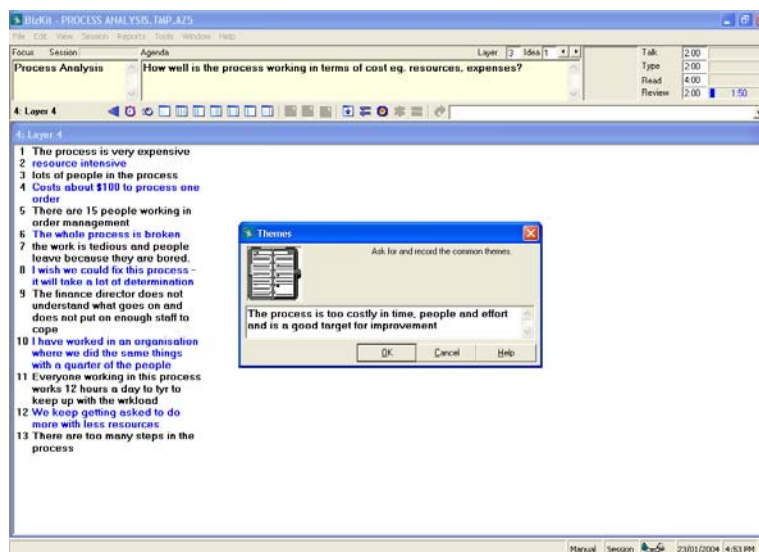 BizKit - PROCESS ANALYSIS.TMP.AZ5
File Edit View Session Reports Tools Window Help
Focus Session Agenda Layer 3 Idea 1
Process Analysis
How well is the process working in terms of cost eg. resources, expenses?
Talk 2:00
Type 2:00
Read 4:00
Review 2:00 1:50
4: Layer 4
4: Layer 4
1 The process is very expensive
2 resource intensive
3 lots of people in the process
4 Costs about $100 to process one
order
5 There are 15 people working in
order management
6 The whole process is broken
7 the work is tedious and people
leave because they are bored.
8 I wish we could fix this process -
it will take a lot of determination
9 The finance director does not
understand what goes on and
does not put on enough staff to
cope
10 I have worked in an organisation
where we did the same things
with a quarter of the people
11 Everyone working in this process
works 12 hours a day to tyr to
keep up with the wrkload
12 We keep getting asked to do
more with less resources
13 There are too many steps in the
process
Themes
Ask for and record the common themes.
The process is too costly in time, people and effort
and is a good target for improvement
OK Cancel Help
Manual Session 23/01/2004 4:53 PM